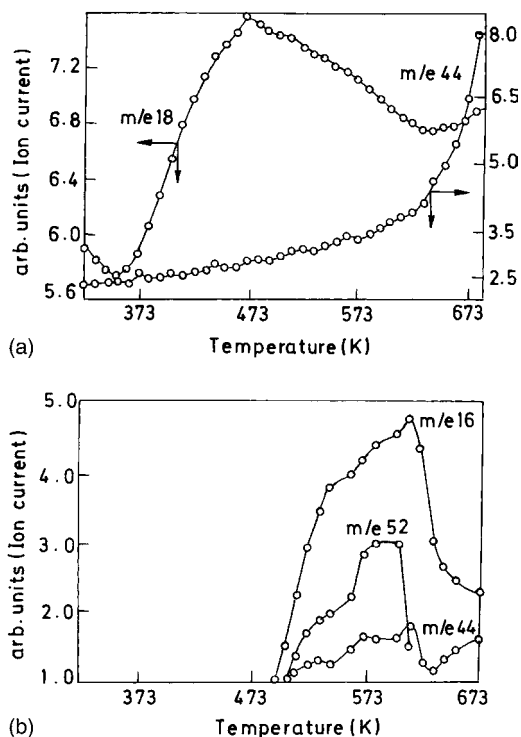 7.2
6.8
6.4
6.0
5.6
8.0
6.5
5.0
3.5
2.5
arb. units (Ion current)
m/e 18
m/e 44
373
473
573
673
Temperature (K)
(a)
5.0
4.0
3.0
2.0
1.0
arb. units (Ion current)
m/e 16
m/e 52
m/e 44
373
473
573
673
Temperature (K)
(b)